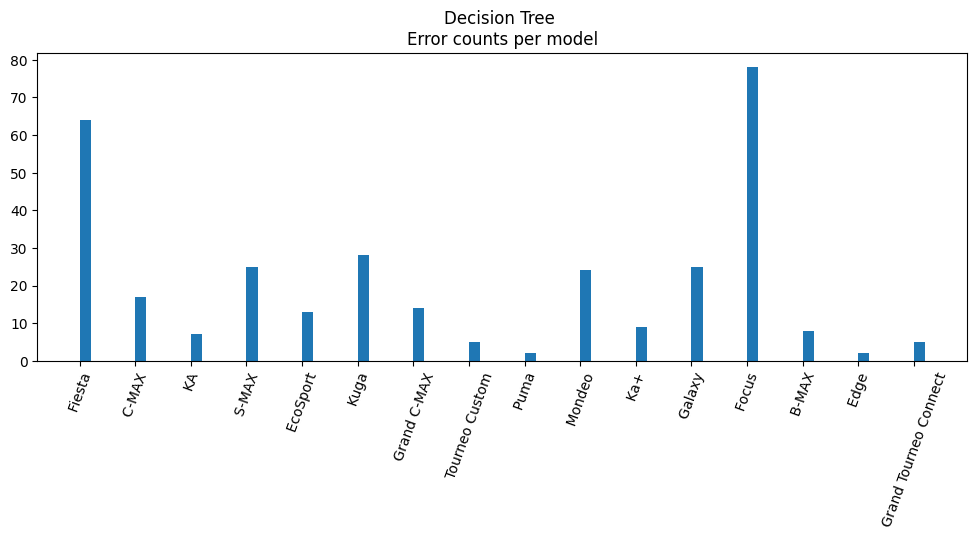 Decision Tree
Error counts per model
80
70
60
50
40
30
20
10
0
Fiesta
C-MAX
KA
S-MAX
EcoSport
Kuga
Grand C-MAX
Tourneo Custom
Puma
Mondeo
Ka+
Galaxy
Focus
B-MAX
Edge
Grand Tourneo Connect